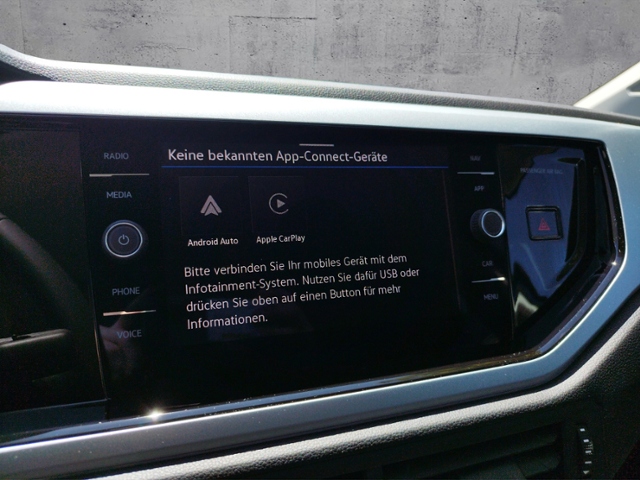 RADIO
MEDIA
PHONE
VOICE
Keine bekannten App-Connect-Geräte
Android Auto
Apple CarPlay
Bitte verbinden Sie Ihr mobiles Gerät mit dem
Infotainment-System. Nutzen Sie dafür USB oder
drücken Sie oben auf einen Button für mehr
Informationen.
NAV
APP
CAR
MENU